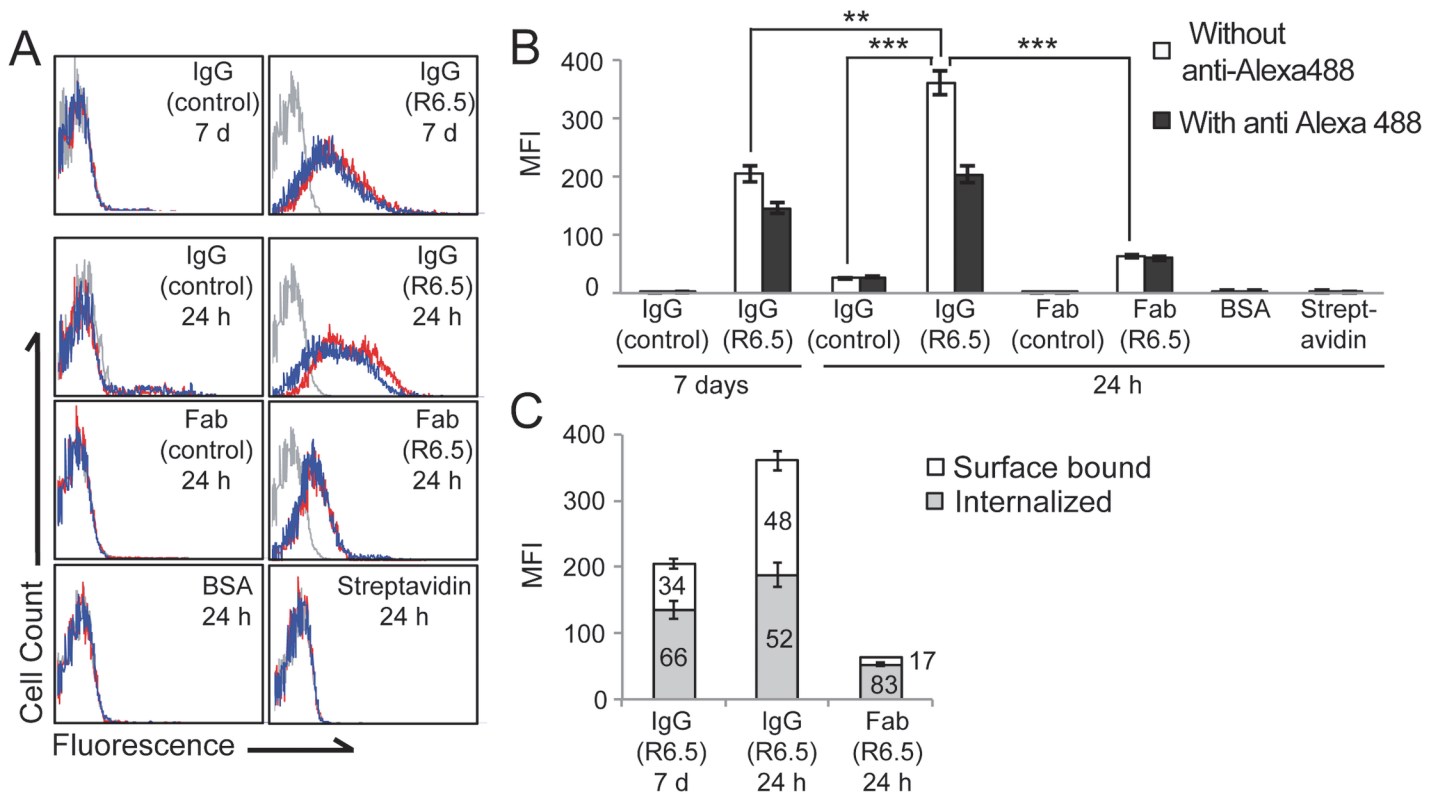 A
IgG
(control)
7 d
IgG
(R6.5)
7 d
IgG
(control)
24 h
IgG
(R6.5)
24 h
Fab
(control)
24 h
Fab
(R6.5)
24 h
BSA
24 h
Streptavidin
24 h
Cell Count
Fluorescence
B
**
***
***
Without
anti-Alexa488
With anti Alexa 488
MFI
400
300
200
100
0
IgG
(control)
IgG
(R6.5)
IgG
(control)
IgG
(R6.5)
Fab
(control)
Fab
(R6.5)
BSA
Strept-
avidin
7 days
24 h
C
Surface bound
Internalized
MFI
400
300
200
100
0
34
66
48
52
17
83
IgG
(R6.5)
7 d
IgG
(R6.5)
24 h
Fab
(R6.5)
24 h